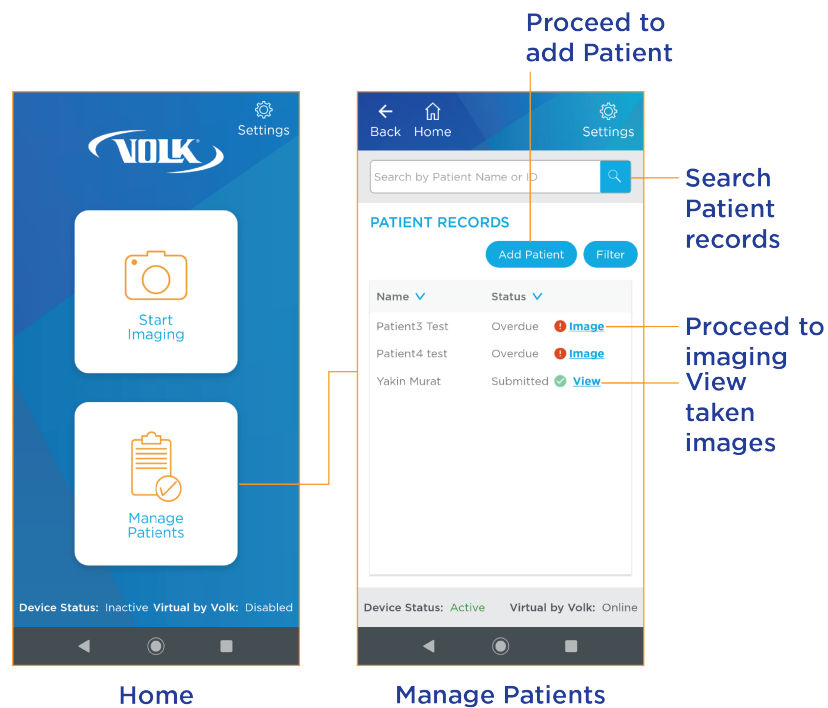 Proceed to
add Patient
Settings
VOLK
Start
Imaging
Manage
Patients
Device Status: Inactive Virtual by Volk: Disabled
Home
Back Home
Settings
Search by Patient Name or ID
PATIENT RECORDS
Add Patient Filter
Name Status
Patient3 Test Overdue Image
Patient4 test Overdue Image
Yakin Murat Submitted View
Device Status: Active Virtual by Volk: Online
Manage Patients
Search
Patient
records
Proceed to
imaging
View
taken
images